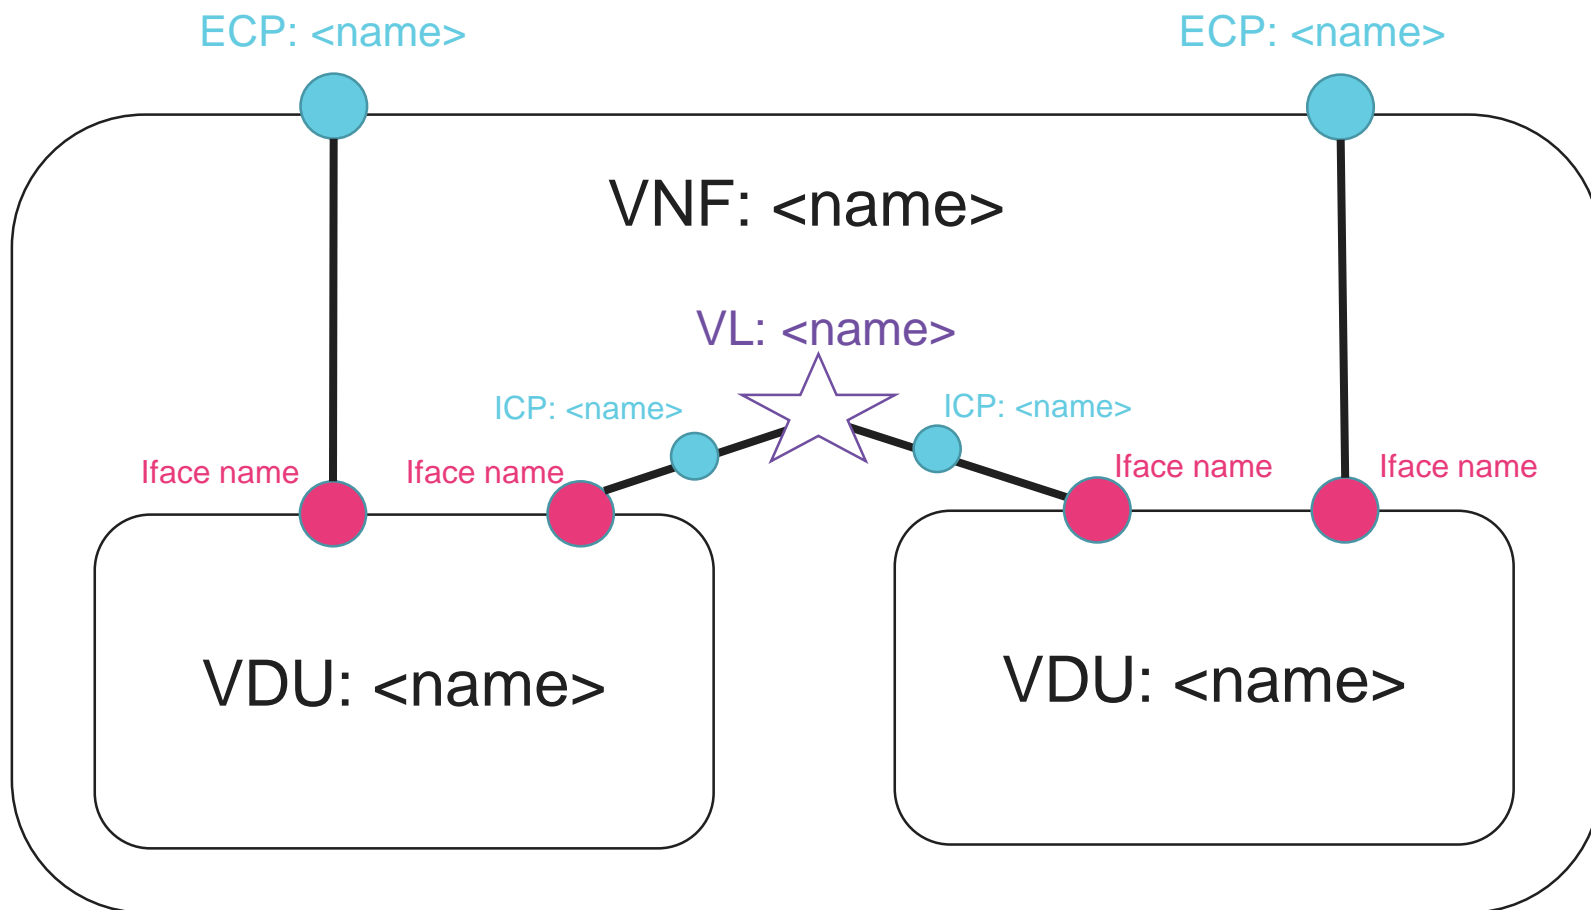 ECP: <name>
ECP: <name>
VNF: <name>
VL: <name>
ICP: <name>
ICP: <name>
Iface name
Iface name
Iface name
Iface name
VDU: <name>
VDU: <name>